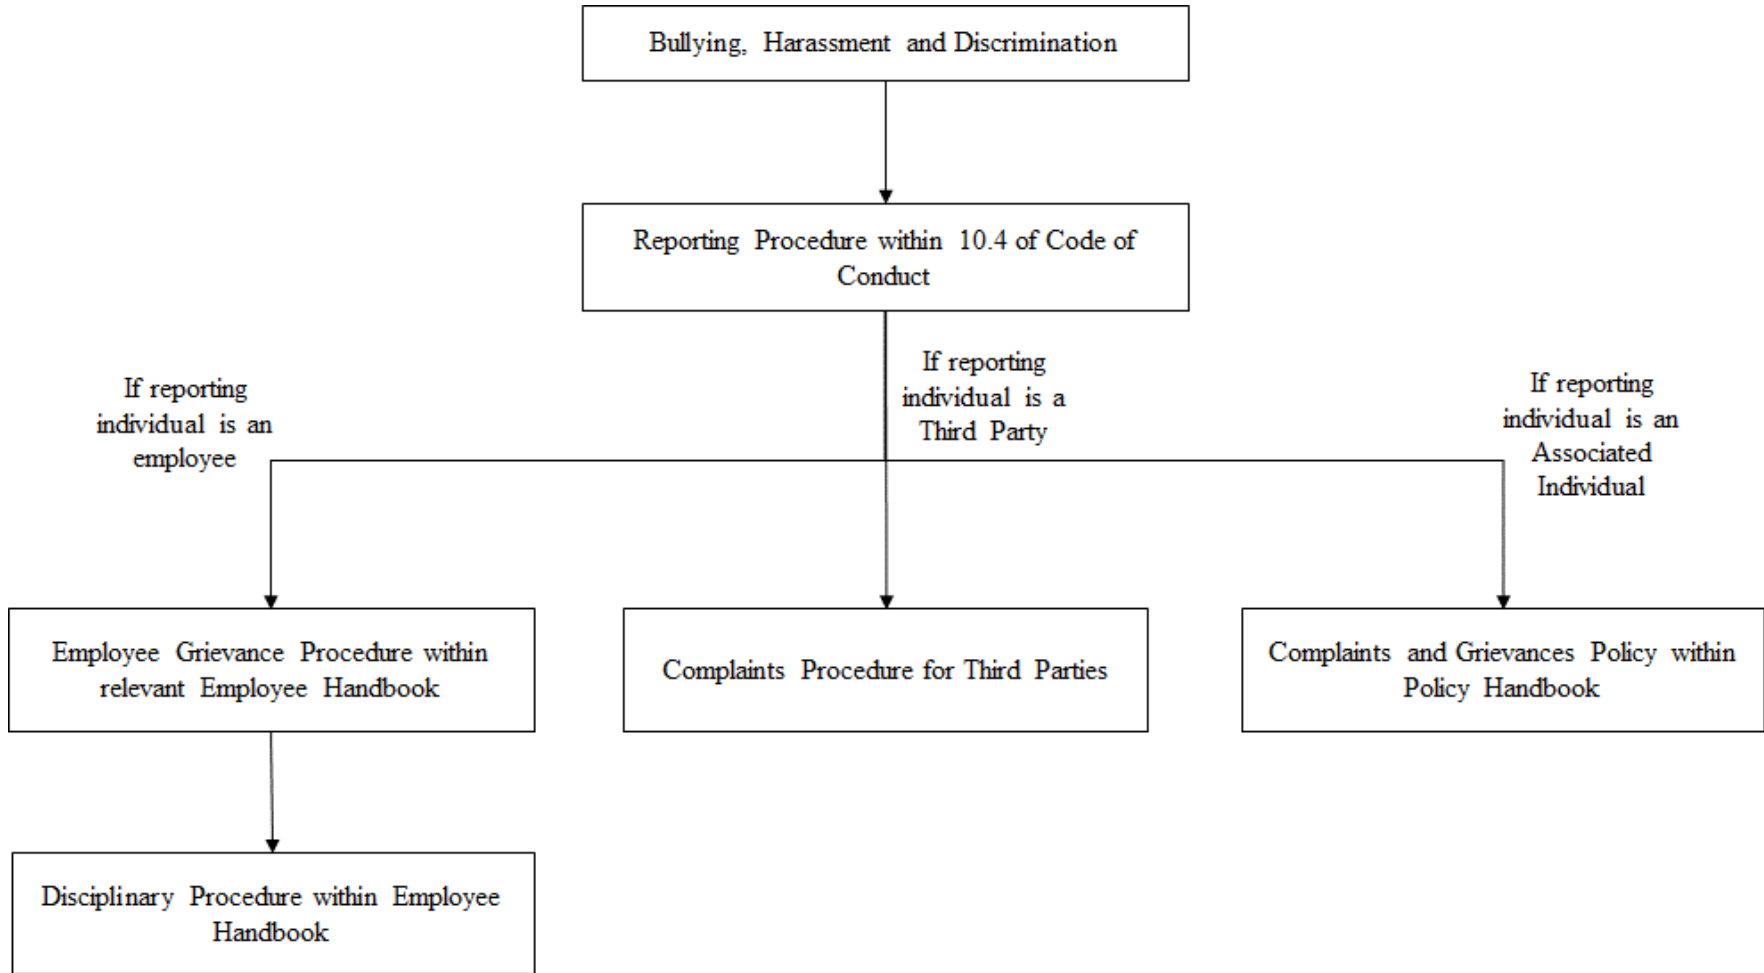 Bullying, Harassment and Discrimination
Reporting Procedure within 10.4 of Code of
Conduct
If reporting
individual is an
employee
If reporting
individual is a
Third Party
If reporting
individual is an
Associated
Individual
Employee Grievance Procedure within
relevant Employee Handbook
Complaints Procedure for Third Parties
Complaints and Grievances Policy within
Policy Handbook
Disciplinary Procedure within Employee
Handbook